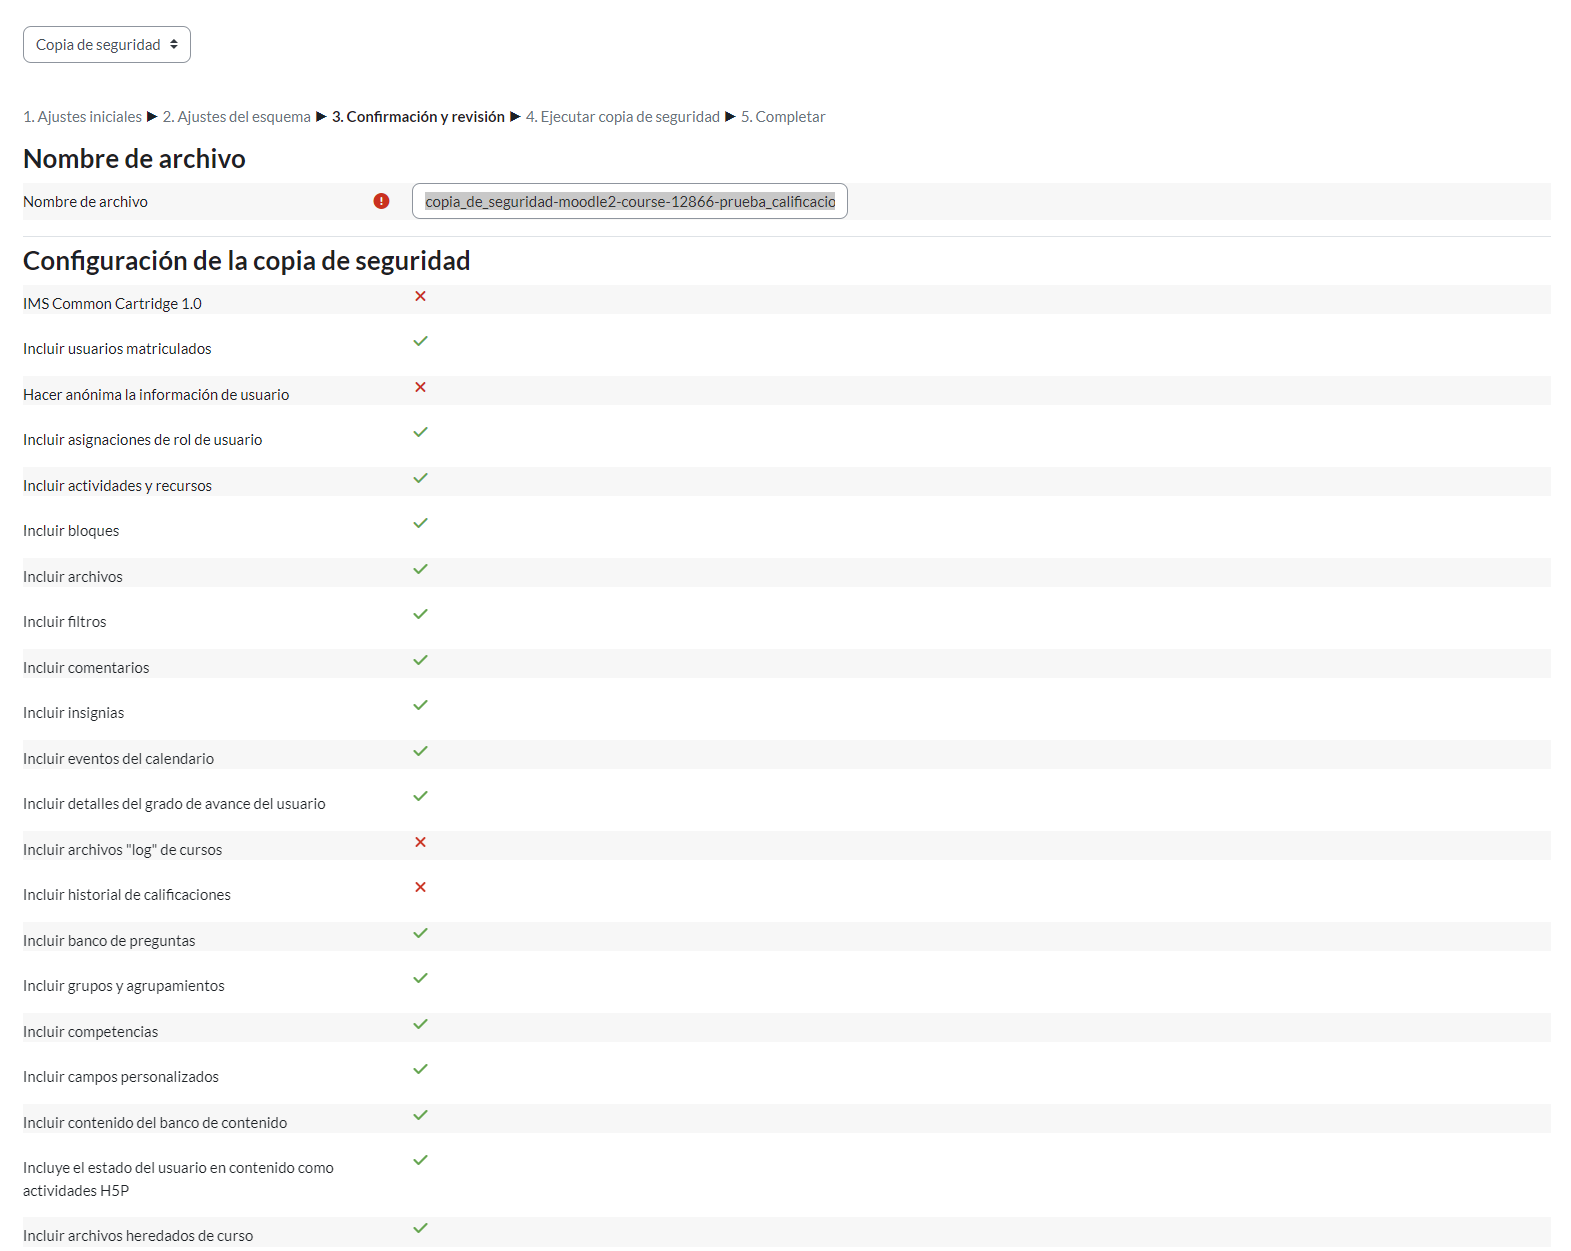 Copia de seguridad
1. Ajustes iniciales ► 2. Ajustes del esquema ► 3. Confirmación y revisión ► 4. Ejecutar copia de seguridad ► 5. Completar
Nombre de archivo
Nombre de archivo copia_de_seguridad-moodle2-course-12866-prueba_calificacio
Configuración de la copia de seguridad
IMS Common Cartridge 1.0
Incluir usuarios matriculados
Hacer anónima la información de usuario
Incluir asignaciones de rol de usuario
Incluir actividades y recursos
Incluir bloques
Incluir archivos
Incluir filtros
Incluir comentarios
Incluir insignias
Incluir eventos del calendario
Incluir detalles del grado de avance del usuario
Incluir archivos "log" de cursos
Incluir historial de calificaciones
Incluir banco de preguntas
Incluir grupos y agrupamientos
Incluir competencias
Incluir campos personalizados
Incluir contenido del banco de contenido
Incluye el estado del usuario en contenido como
actividades H5P
Incluir archivos heredados de curso